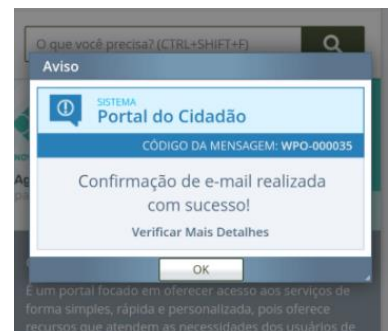 O que você precisa? (CTRL+SHIFT+F)
Aviso
SISTEMA
Portal do Cidadão
CÓDIGO DA MENSAGEM: WPO-000035
Confirmação de e-mail realizada
com sucesso!
Verificar Mais Detalhes
OK
É um portal focado em oferecer acesso aos serviços de
forma simples, rápida e personalizada, pois oferece
recursos que atendem as necessidades dos usuários de